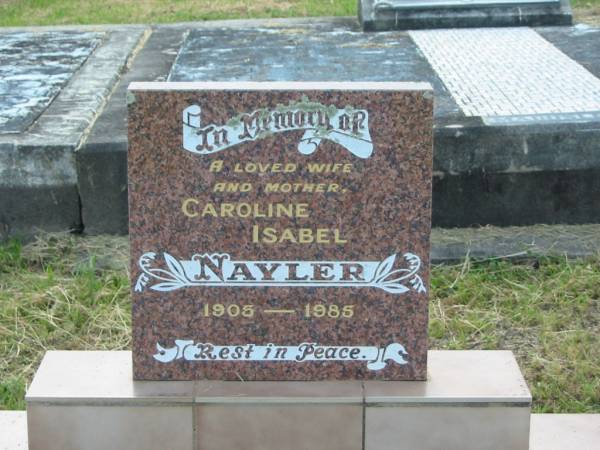 In Memory of
A LOVED WIFE
AND MOTHER.
CAROLINE
ISABEL
NAYLER
1905 — 1985
Rest in Peace.